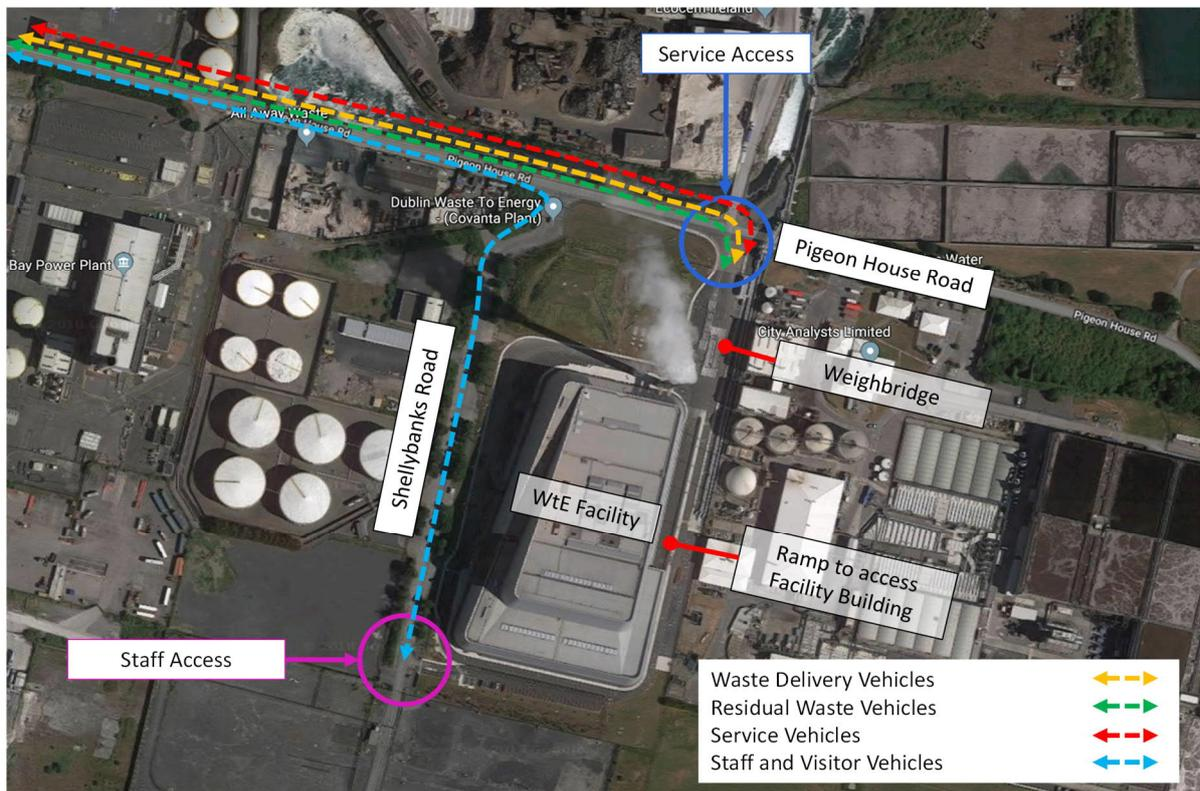 Ecocem Ireland
Service Access
All Away Waste
Pigeon House Rd
Dublin Waste To Energy
- (Covanta Plant)
Pigeon House Road
Water
Bay Power Plant
Pigeon House Rd
City Analysts Limited
Shellybanks Road
Weighbridge
WtE Facility
Ramp to access
Facility Building
Staff Access
Waste Delivery Vehicles
Residual Waste Vehicles
Service Vehicles
Staff and Visitor Vehicles